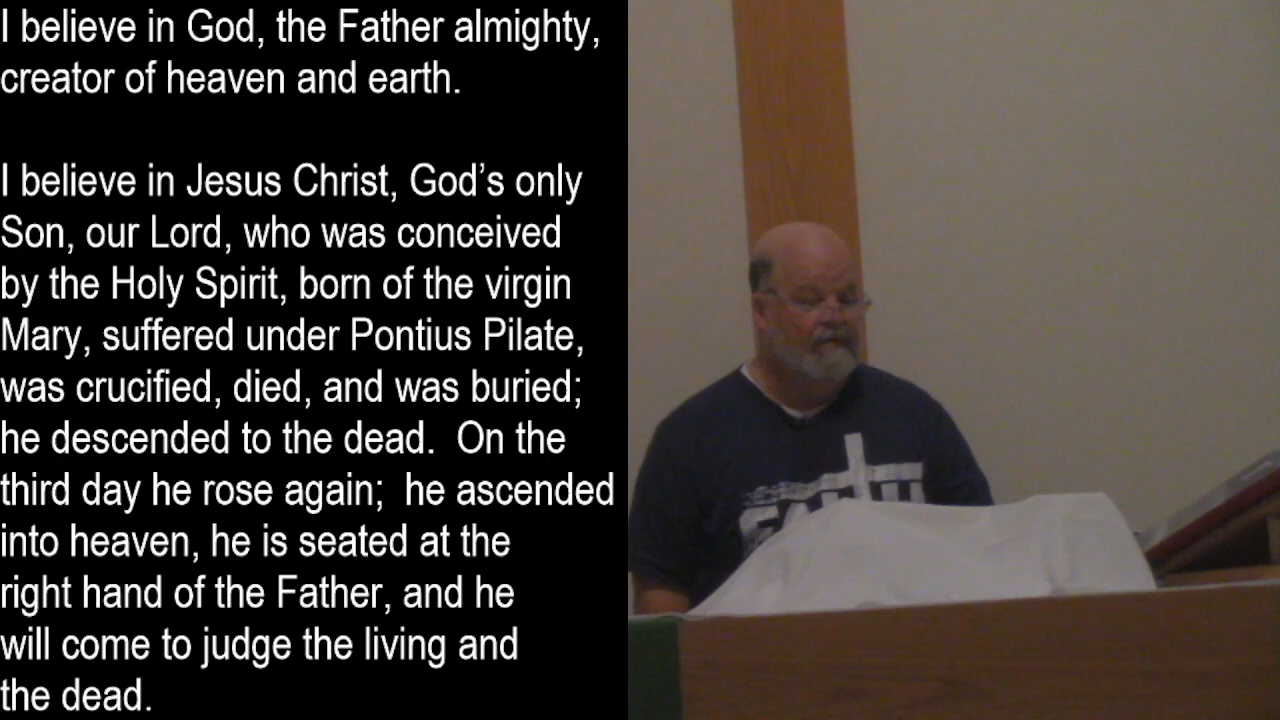 I believe in God, the Father almighty,
creator of heaven and earth.
I believe in Jesus Christ, God’s only
Son, our Lord, who was conceived
by the Holy Spirit, born of the virgin
Mary, suffered under Pontius Pilate,
was crucified, died, and was buried;
he descended to the dead.  On the
third day he rose again;  he ascended
into heaven, he is seated at the
right hand of the Father, and he
will come to judge the living and
the dead.